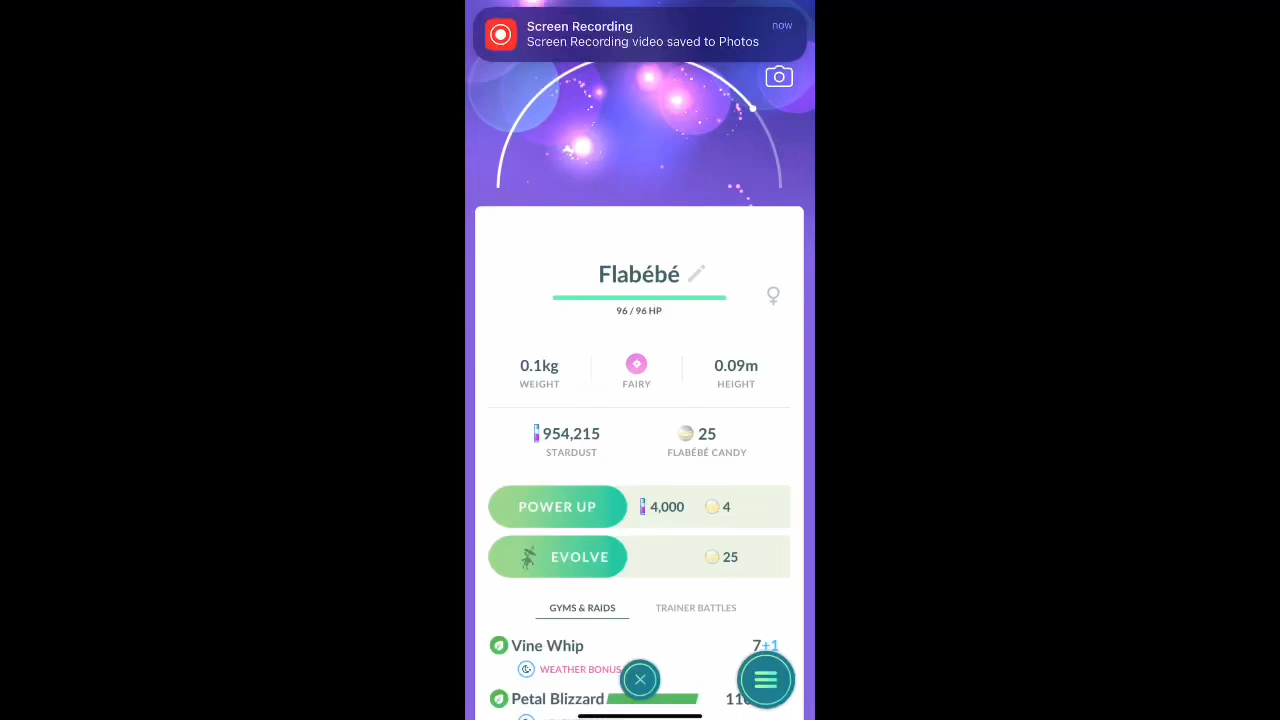 Screen Recording
now
Screen Recording video saved to Photos
Flabébé
96 / 96 HP
0.1kg
WEIGHT
FAIRY
0.09m
HEIGHT
954,215
STARDUST
25
FLABÉBÉ CANDY
POWER UP
4,000
4
EVOLVE
25
GYMS & RAIDS
TRAINER BATTLES
Vine Whip
7+1
WEATHER BONUS
Petal Blizzard